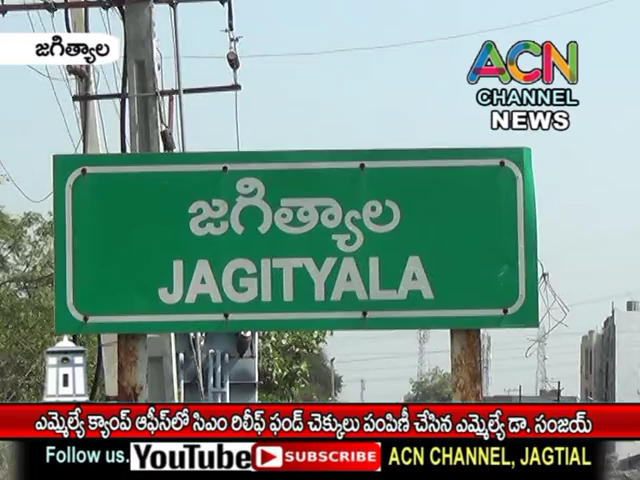 జగిత్యాల
ACN
CHANNEL
NEWS
జగిత్యాల
JAGITYALA
ఎమ్మెల్యే క్యాంప్ ఆఫీస్‌లో సిఎం రిలీఫ్ ఫండ్ చెక్కులు పంపిణీ చేసిన ఎమ్మెల్యే డా. సంజయ్
Follow us. YouTube SUBSCRIBE ACN CHANNEL, JAGTIAL